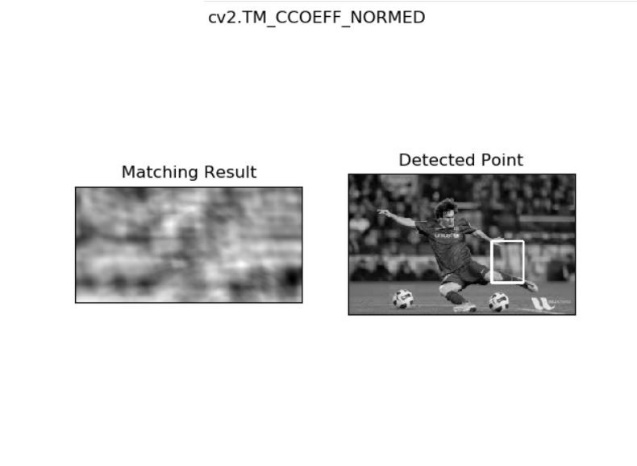 cv2.TM_CCOEFF_NORMED
Matching Result
Detected Point